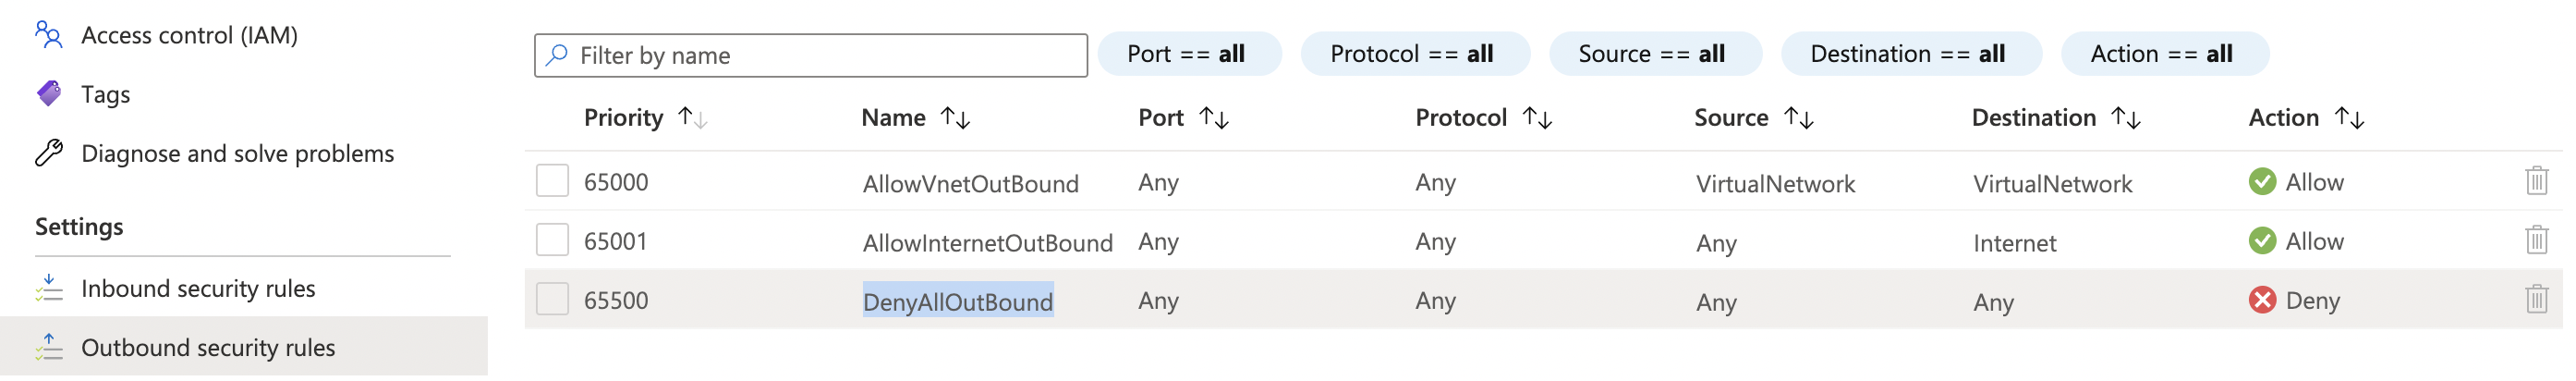 Access control (IAM)
Tags
Diagnose and solve problems
Settings
Inbound security rules
Outbound security rules
Filter by name
Port == all
Protocol == all
Source == all
Destination == all
Action == all
Priority Name Port Protocol Source Destination Action
65000 AllowVnetOutBound Any Any VirtualNetwork VirtualNetwork Allow
65001 AllowInternetOutBound Any Any Any Internet Allow
65500 DenyAllOutBound Any Any Any Any Deny